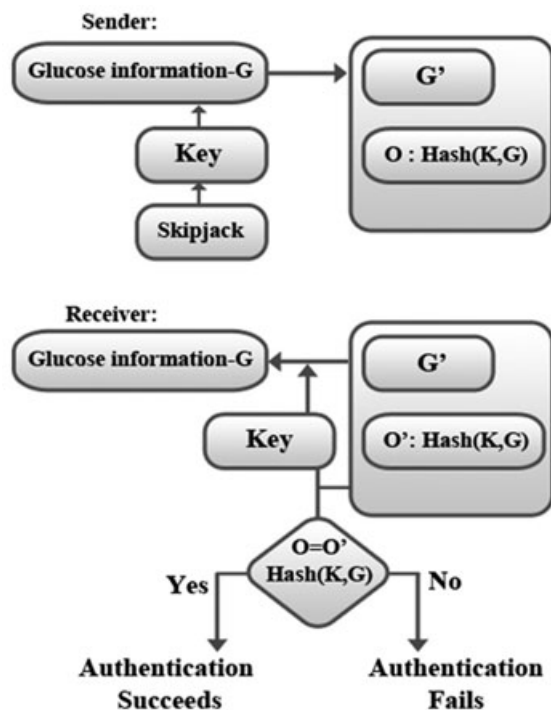 Sender:
Glucose information-G
G’
Key
O : Hash(K,G)
Skipjack
Receiver:
Glucose information-G
G’
Key
O’: Hash(K,G)
O=O’
Hash(K,G)
Yes
No
Authentication
Succeeds
Authentication
Fails